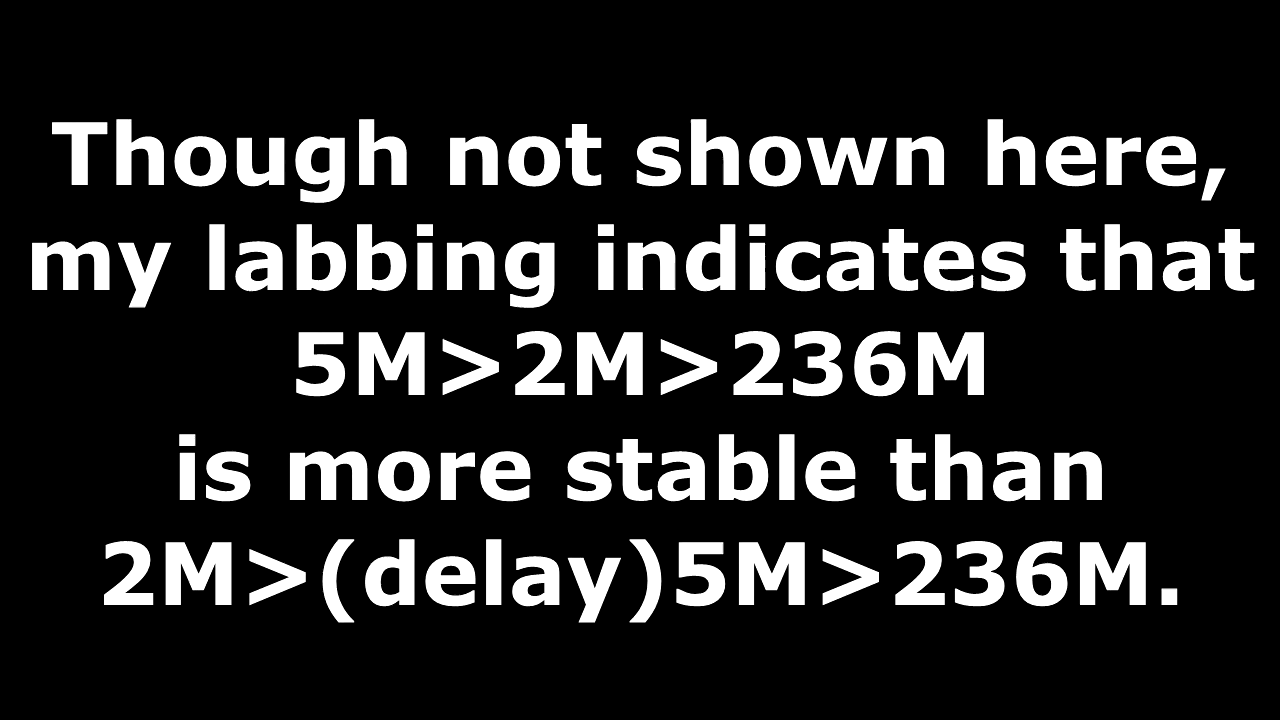 Though not shown here,
my labbing indicates that
5M>2M>236M
is more stable than
2M>(delay)5M>236M.